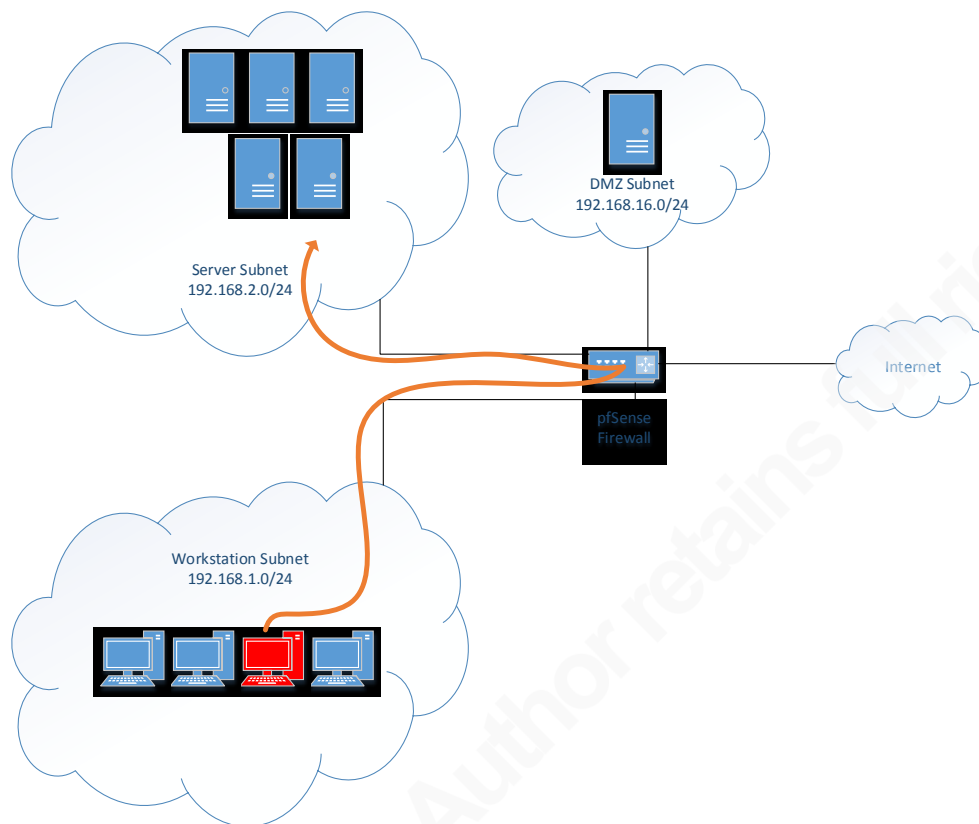 DMZ Subnet
192.168.16.0/24
Server Subnet
192.168.2.0/24
Internet
pfSense
Firewall
Workstation Subnet
192.168.1.0/24
Author retains full